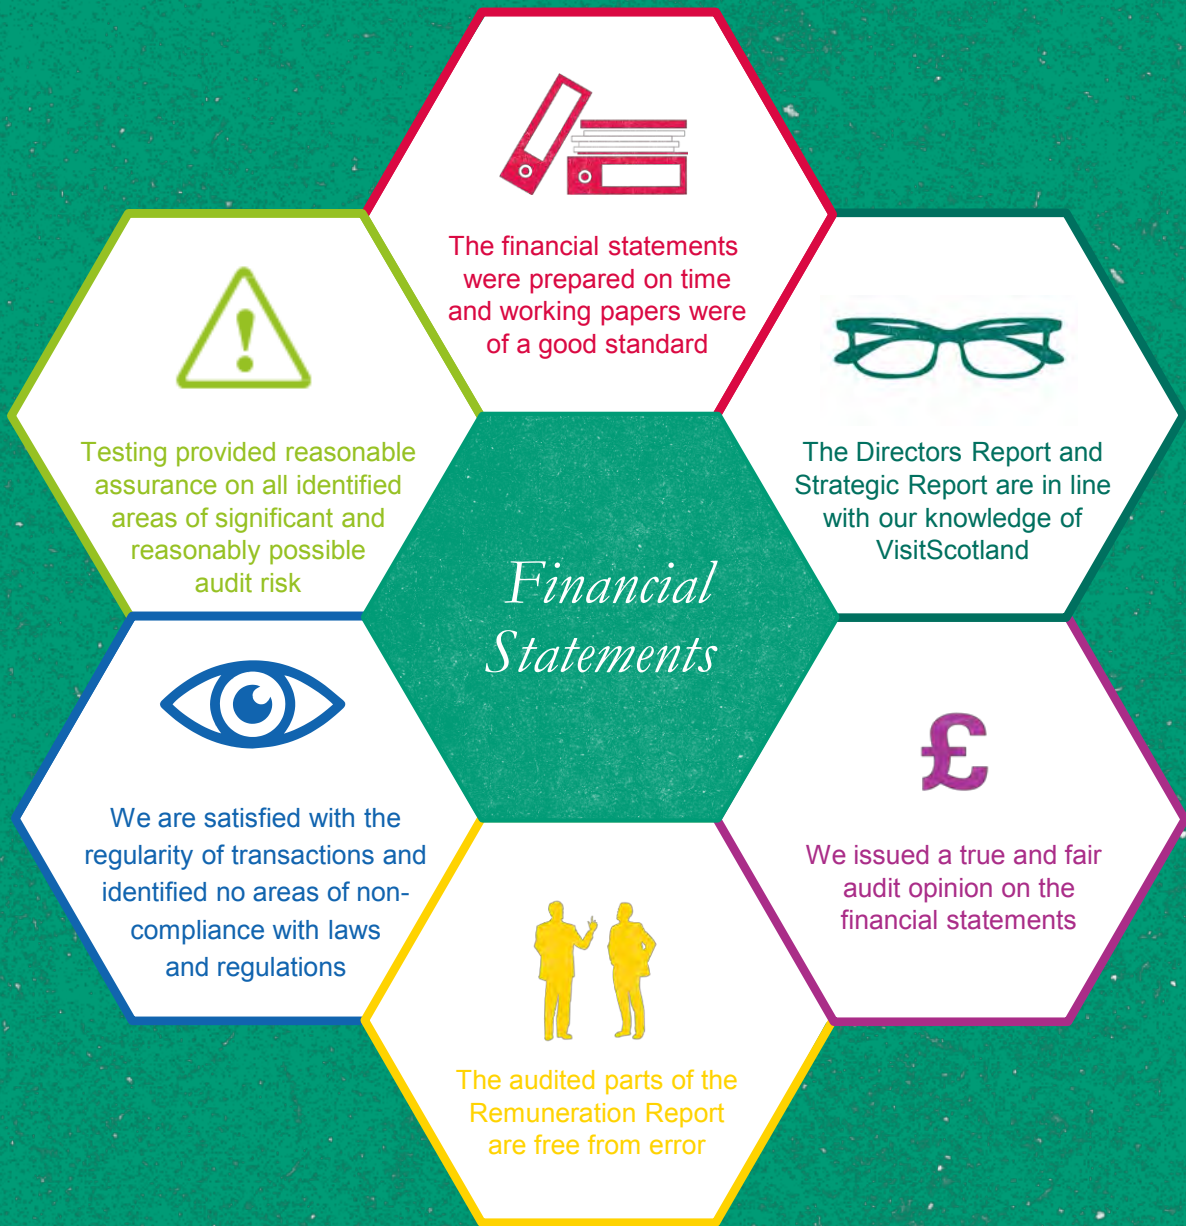 The financial statements
were prepared on time
and working papers were
of a good standard
Testing provided reasonable
assurance on all identified
areas of significant and
reasonably possible
audit risk
The Directors Report and
Strategic Report are in line
with our knowledge of
VisitScotland
Financial
Statements
We are satisfied with the
regularity of transactions and
identified no areas of non-
compliance with laws
and regulations
£
We issued a true and fair
audit opinion on the
financial statements
The audited parts of the
Remuneration Report
are free from error